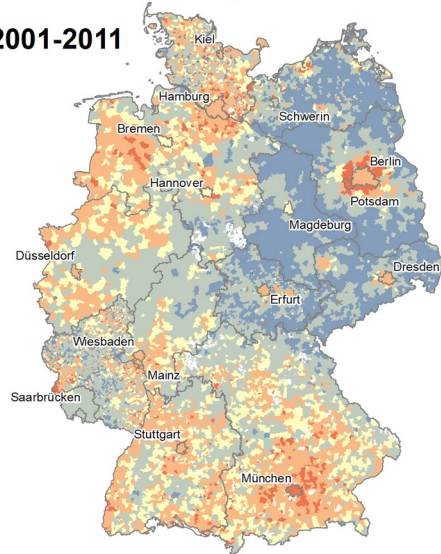 2001-2011
Kiel
Hamburg
Schwerin
Bremen
Berlin
Hannover
Potsdam
Magdeburg
Düsseldorf
Dresden
Erfurt
Wiesbaden
Mainz
Saarbrücken
Stuttgart
München